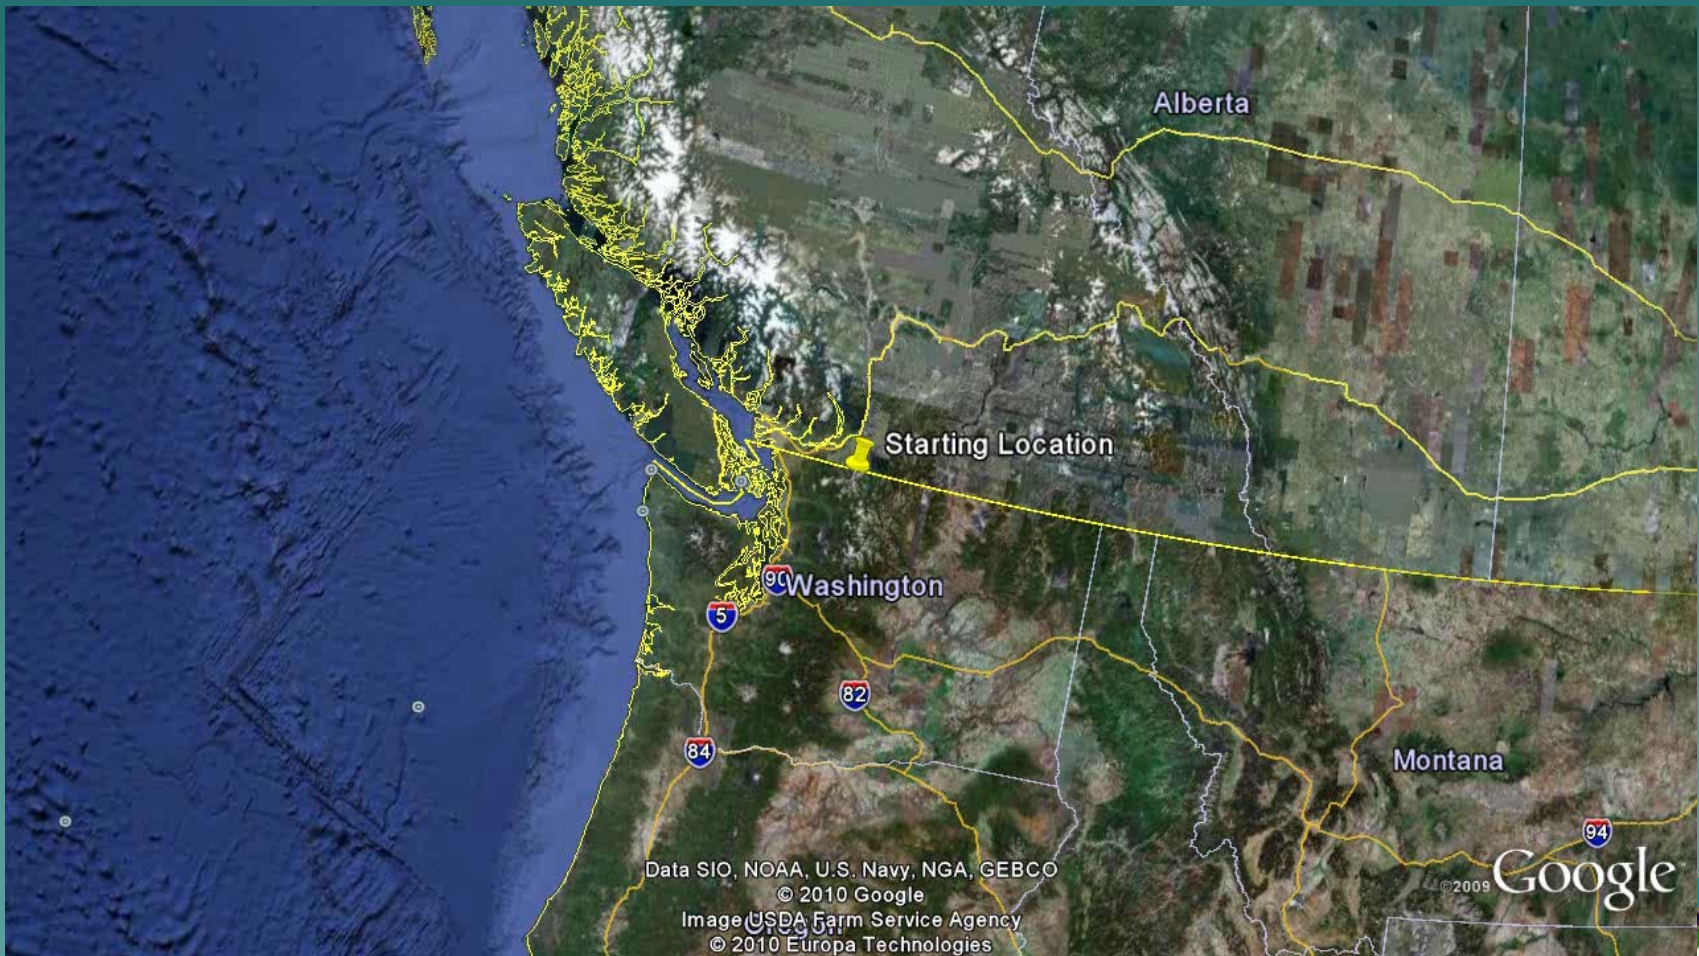 Alberta
Starting Location
90
Washington
5
82
84
Montana
94
Data SIO, NOAA, U.S. Navy, NGA, GEBCO
© 2010 Google
©2009 Google
Image USDA Farm Service Agency
Oregon
© 2010 Europa Technologies